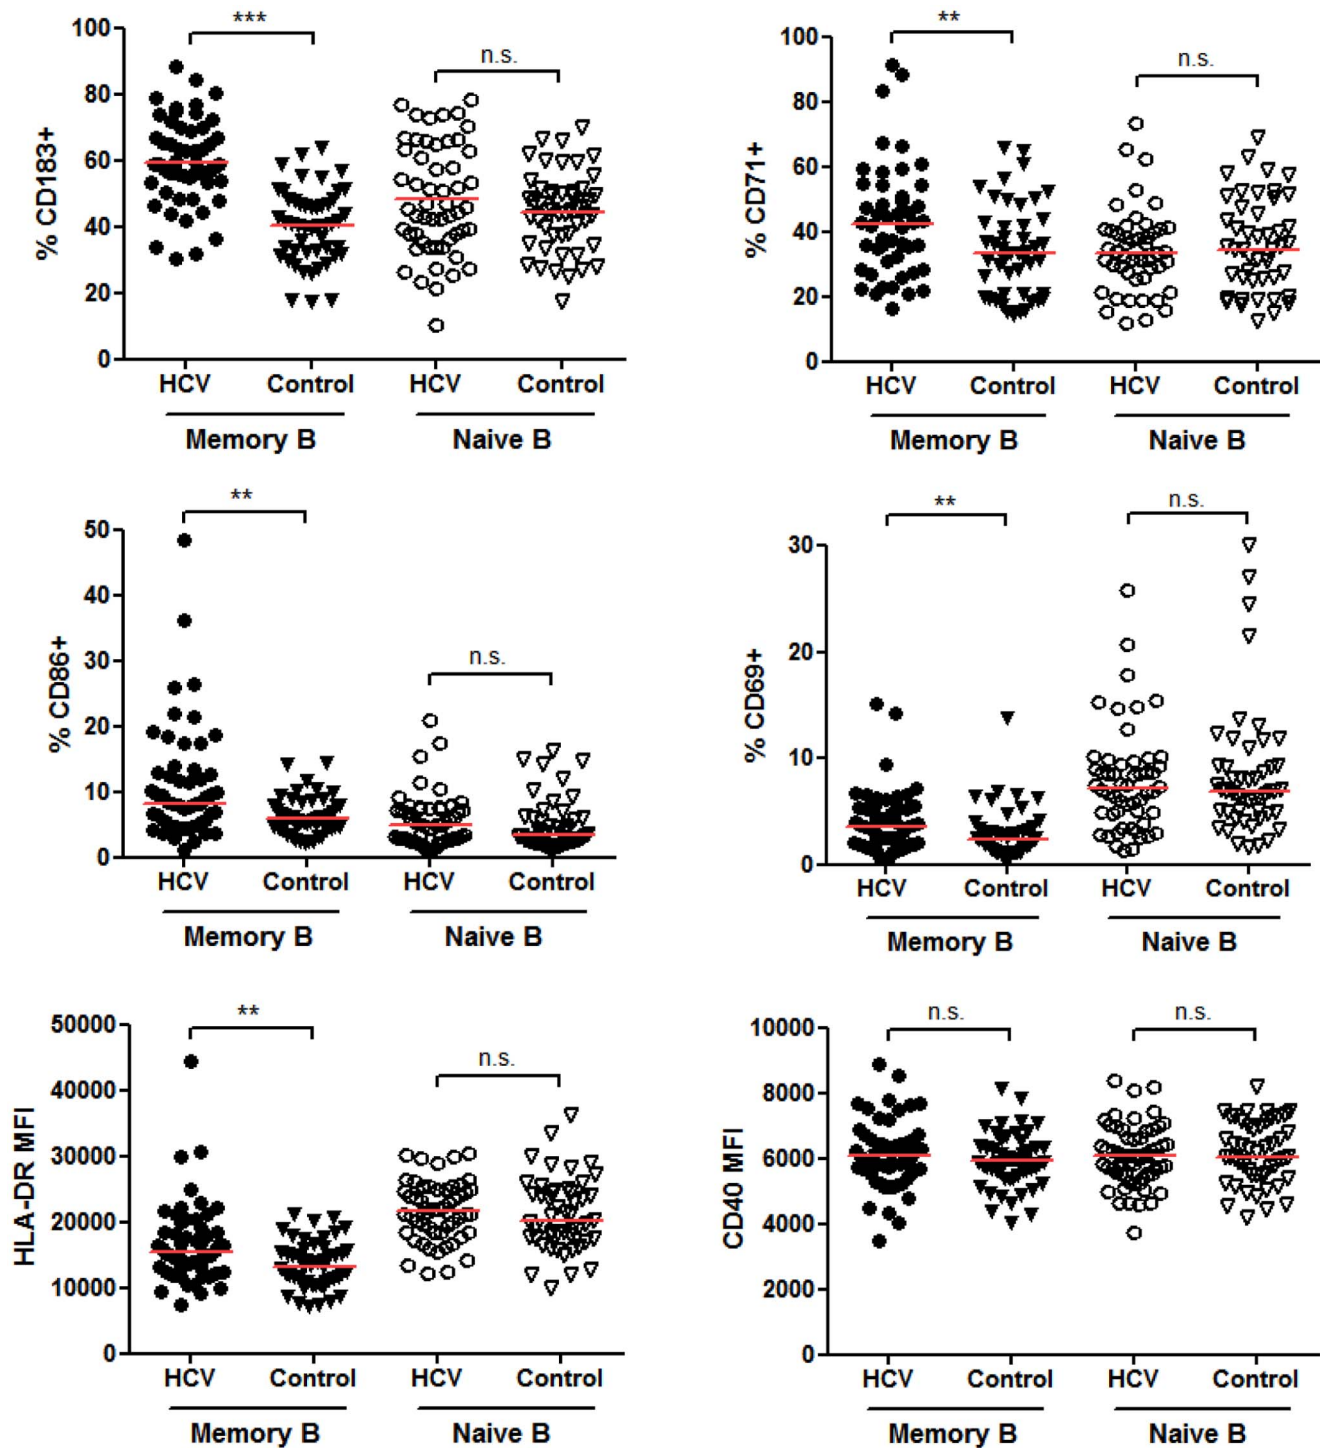 % CD183+
100
80
60
40
20
0
***
n.s.
HCV
Control
HCV
Control
Memory B
Naive B
% CD71+
100
80
60
40
20
0
**
n.s.
HCV
Control
HCV
Control
Memory B
Naive B
% CD86+
50
40
30
20
10
0
**
n.s.
HCV
Control
HCV
Control
Memory B
Naive B
% CD69+
30
20
10
0
**
n.s.
HCV
Control
HCV
Control
Memory B
Naive B
HLA-DR MFI
50000
40000
30000
20000
10000
0
**
n.s.
HCV
Control
HCV
Control
Memory B
Naive B
CD40 MFI
10000
8000
6000
4000
2000
0
n.s.
n.s.
HCV
Control
HCV
Control
Memory B
Naive B